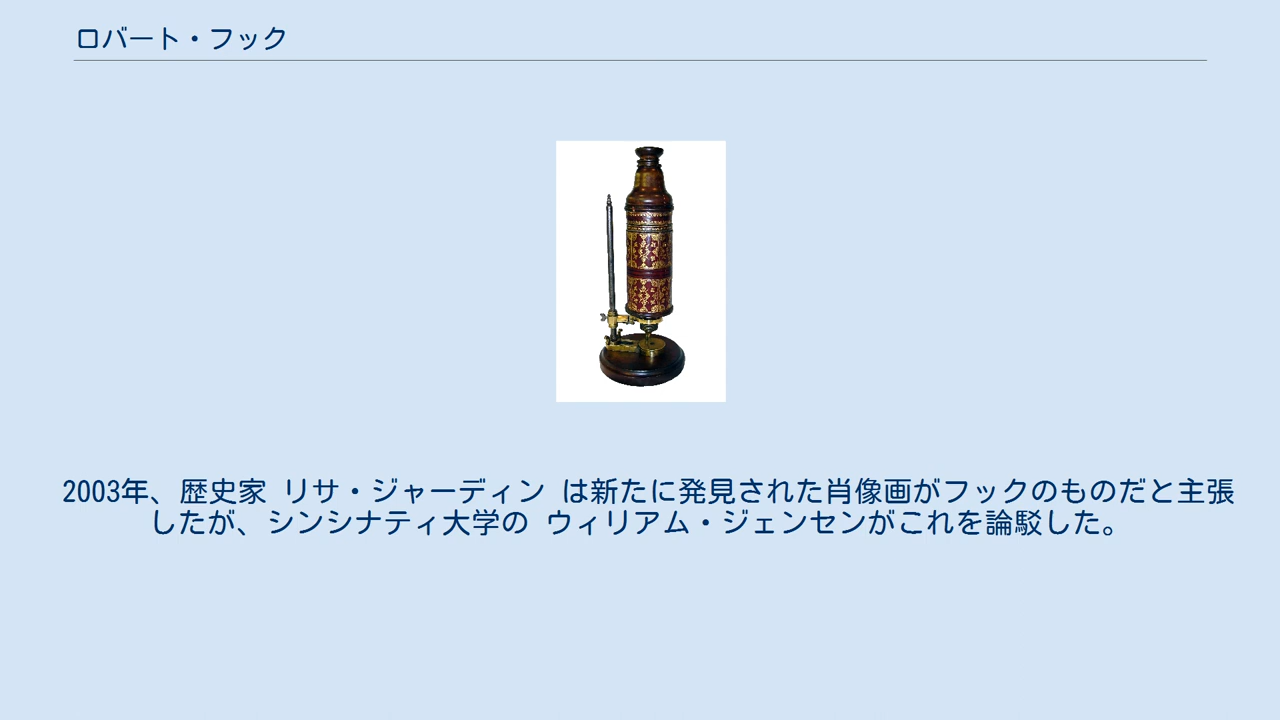 ロバート・フック
2003年、歴史家 リサ・ジャーディン は新たに発見された肖像画がフックのものだと主張
したが、シンシナティ大学の ウィリアム・ジェンセンがこれを論駁した。